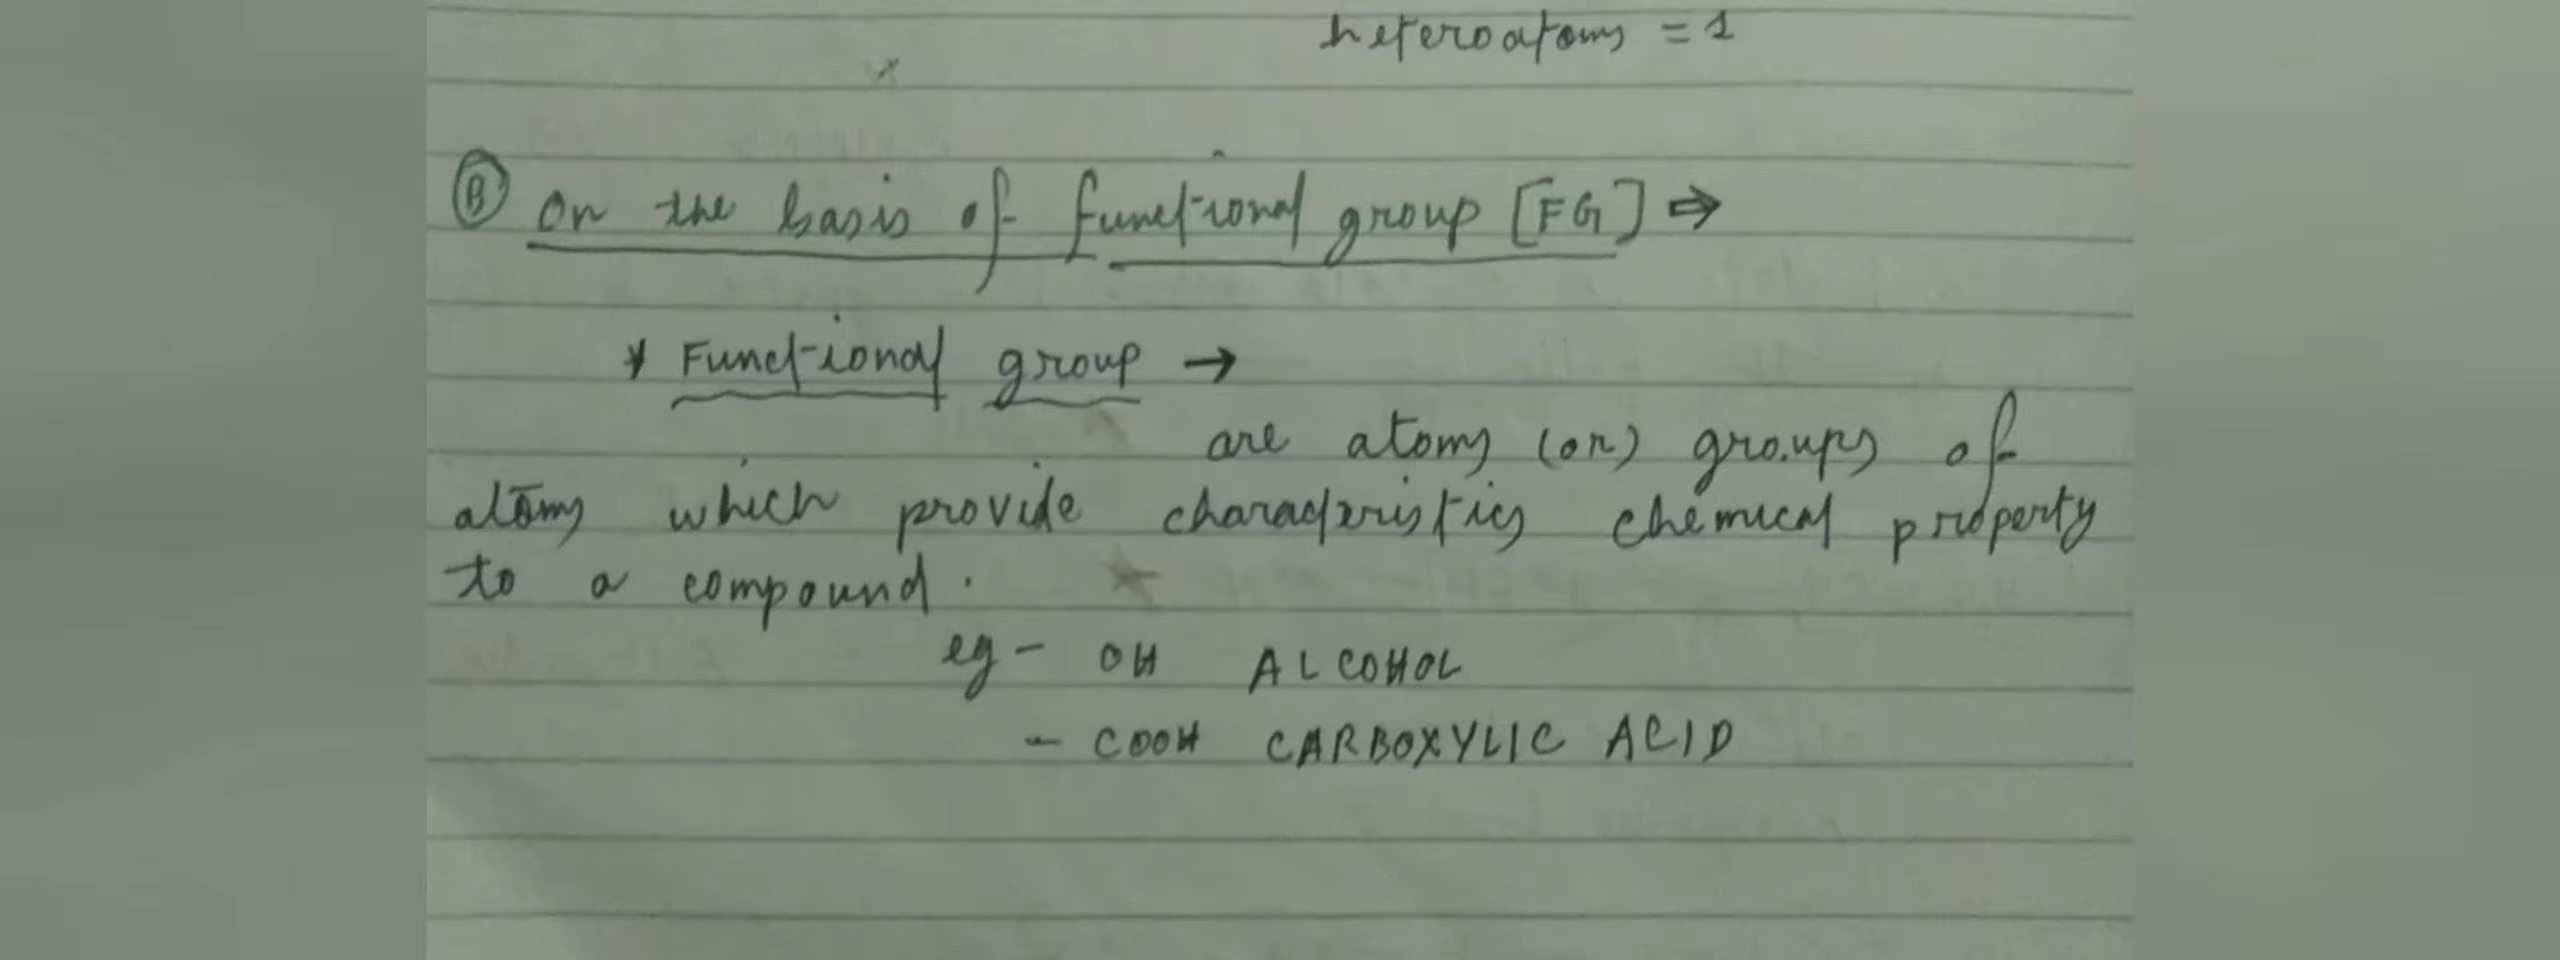 heteroatoms = 1
Ⓑ On the basis of functional group [FG] ⇒
* Functional group →
are atoms (or) groups of
atoms which provide characteristics chemical property
to a compound.
eg - OH ALCOHOL
- COOH CARBOXYLIC ACID